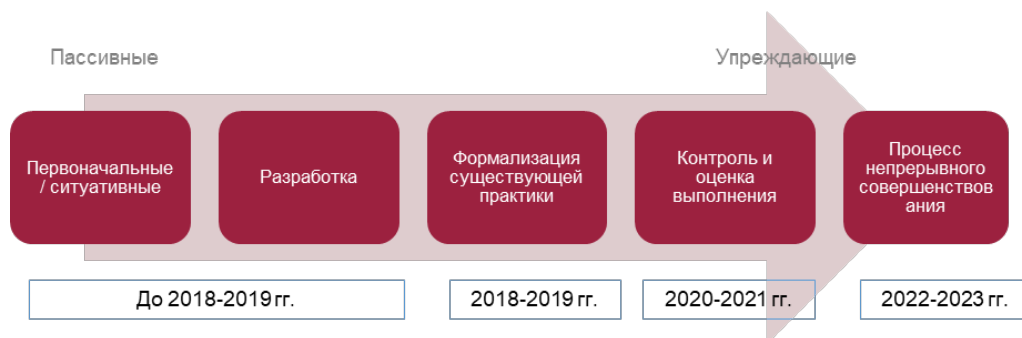 Пассивные
Упреждающие
Первоначальные
/ ситуативные
Разработка
Формализация
существующей
практики
Контроль и
оценка
выполнения
Процесс
непрерывного
совершенствов
ания
До 2018-2019 гг.
2018-2019 гг.
2020-2021 гг.
2022-2023 гг.